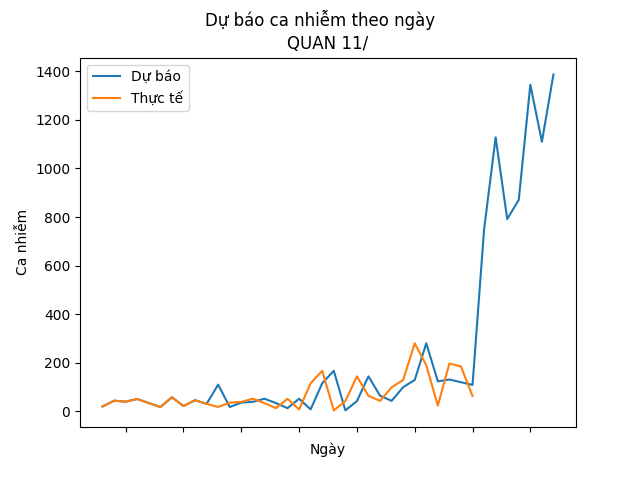 Dự báo ca nhiễm theo ngày
QUAN 11/
Dự báo
Thực tế
1400
1200
1000
800
600
400
200
0
Ca nhiễm
Ngày